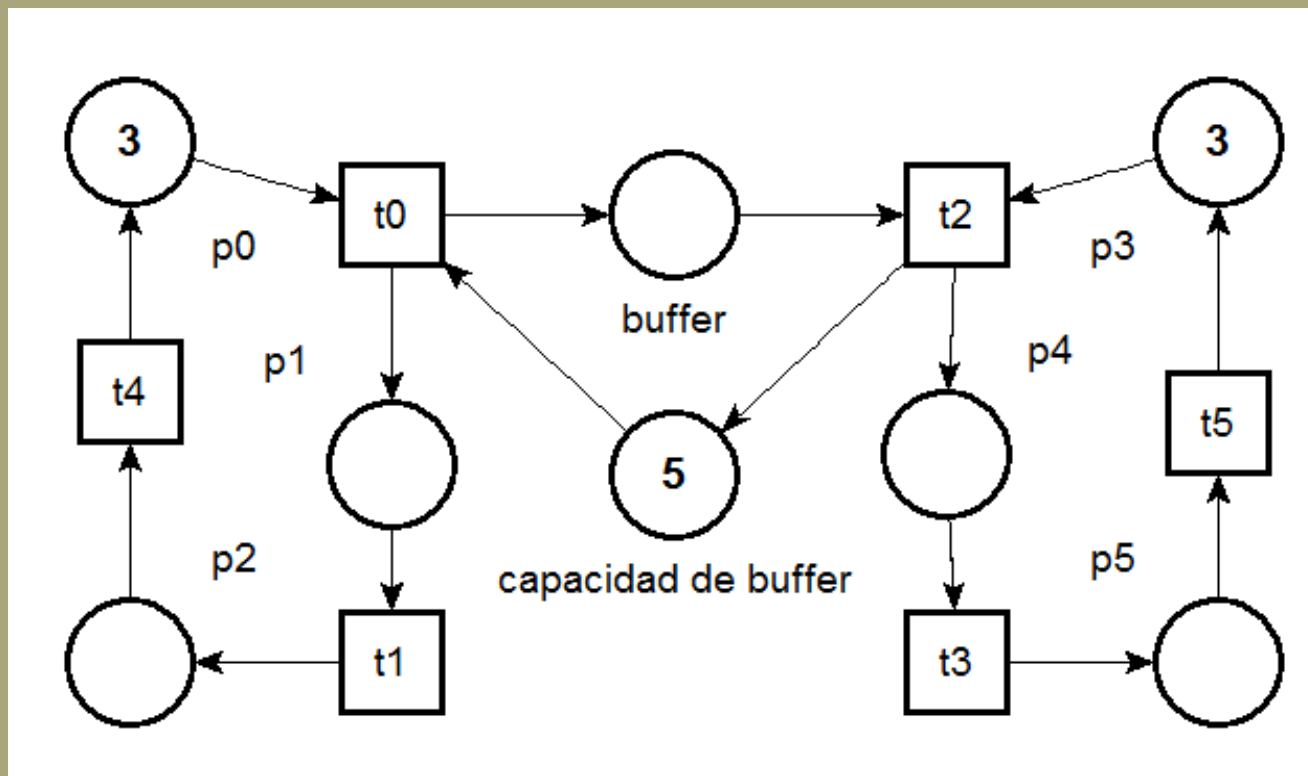 3
3
t0
t2
p0
p3
buffer
p1
p4
t4
t5
5
p2
p5
capacidad de buffer
t1
t3